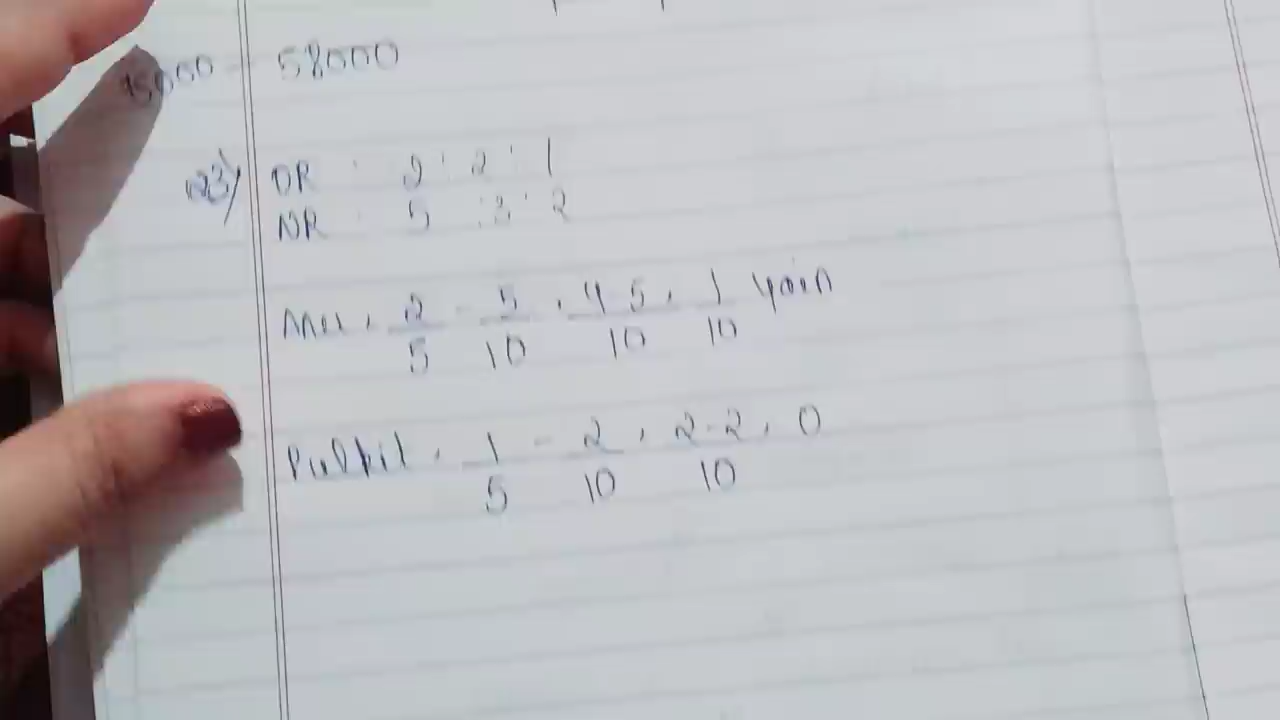 58000
23) OR : 2 : 2 : 1
NR : 5 : 3 : 2
2/5 - 5/10 , 4 5 , 1/10 gain
Pulkit , 1/5 - 2/10 , 2-2/10 , 0